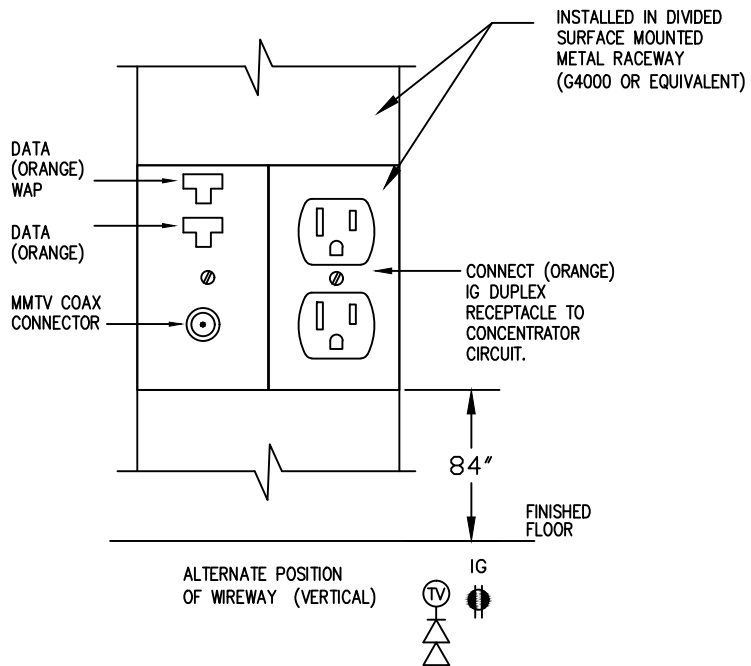 INSTALLED IN DIVIDED
SURFACE MOUNTED
METAL RACEWAY
(G4000 OR EQUIVALENT)
DATA
(ORANGE)
WAP
DATA
(ORANGE)
MMTV COAX
CONNECTOR
CONNECT (ORANGE)
IG DUPLEX
RECEPTACLE TO
CONCENTRATOR
CIRCUIT.
84"
FINISHED
FLOOR
ALTERNATE POSITION
OF WIREWAY (VERTICAL)
IG
TV